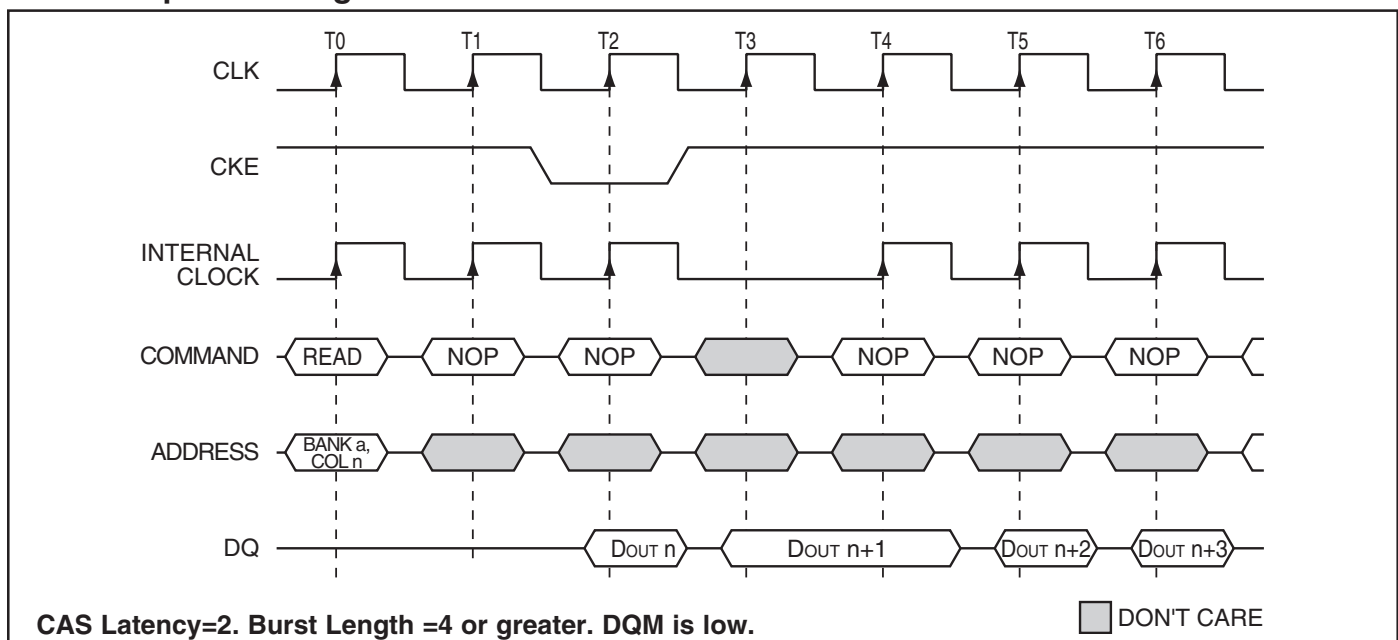 T0 T1 T2 T3 T4 T5 T6
CLK
CKE
INTERNAL
CLOCK
COMMAND READ NOP NOP NOP NOP NOP
ADDRESS BANK a,
COL n
DQ DOUT n DOUT n+1 DOUT n+2 DOUT n+3
CAS Latency=2. Burst Length =4 or greater. DQM is low.
DON'T CARE